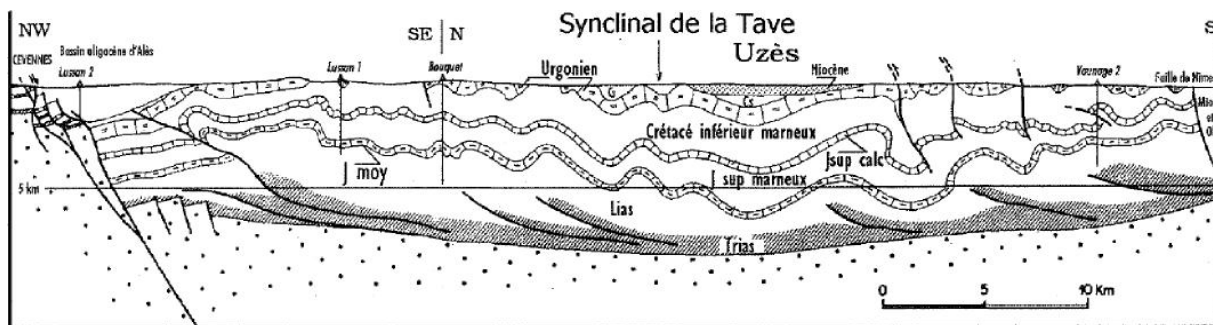 NW
SE N
Synclinal de la Tave
Uzès
S
CEVENNES
Bassin oligocène d'Alès
Lussan 2
Lussan 1
Bouquet
Urgonien
Miocène
Vaunage 2
Faille de Nîmes
Cs
Crétacé inférieur marneux
J sup calc
J moy
J sup marneux
5 km
Lias
Trias
0 5 10 Km